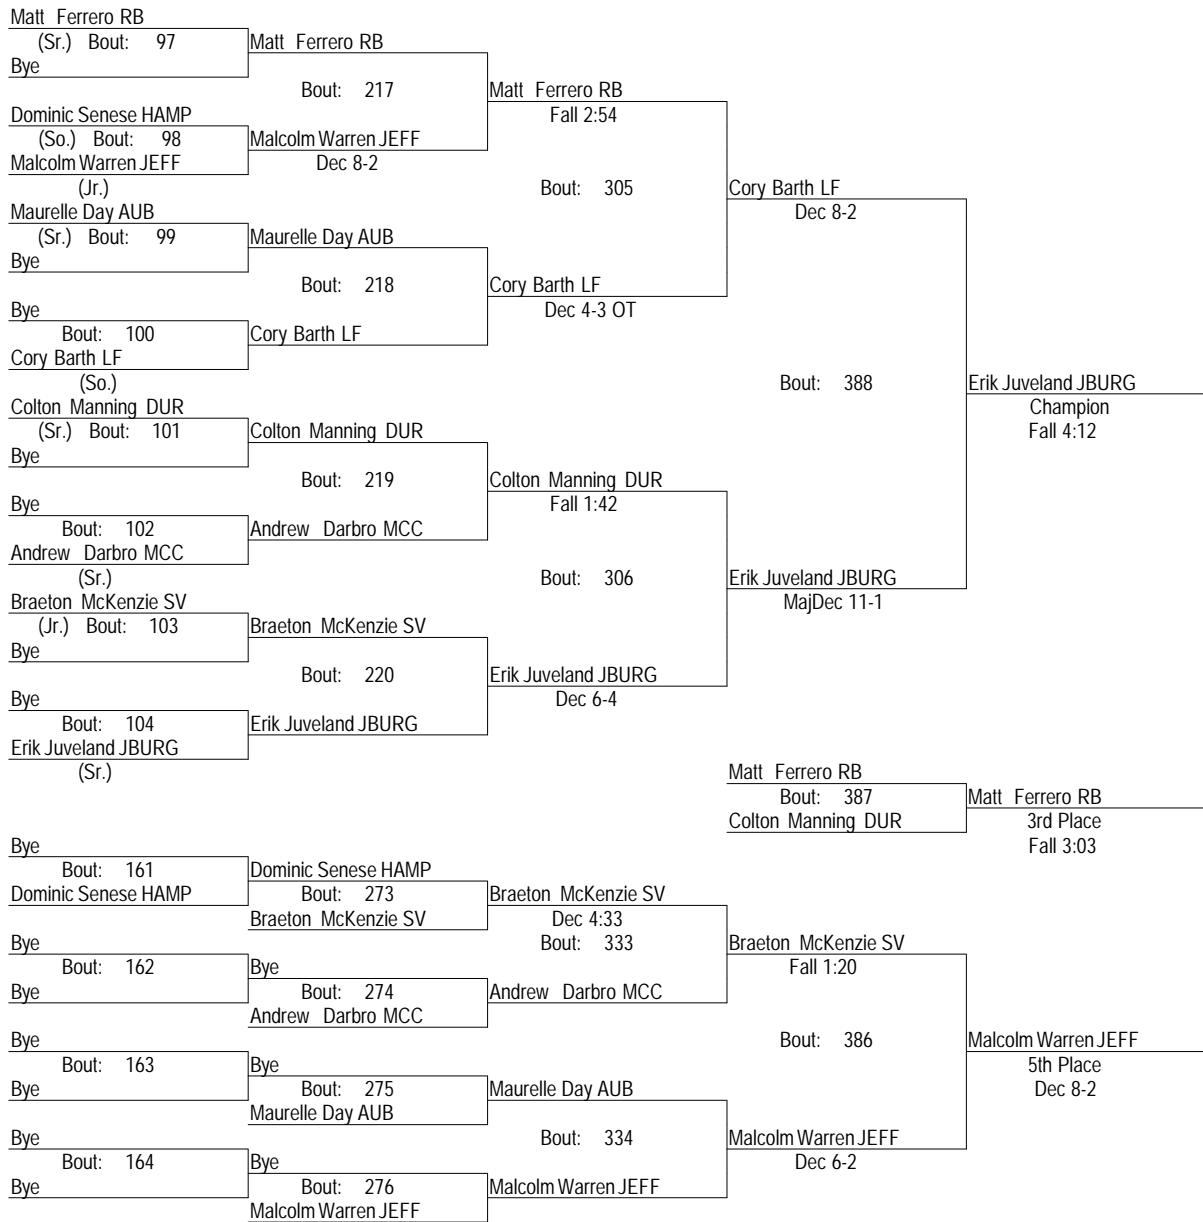 Matt Ferrero RB
(Sr.) Bout: 97
Matt Ferrero RB
Bye
Bout: 217
Matt Ferrero RB
Dominic Senese HAMP
Fall 2:54
(So.) Bout: 98
Malcolm Warren JEFF
Malcolm Warren JEFF
Dec 8-2
(Jr.)
Bout: 305
Cory Barth LF
Maurelle Day AUB
Dec 8-2
(Sr.) Bout: 99
Maurelle Day AUB
Bye
Bout: 218
Cory Barth LF
Bye
Dec 4-3 OT
Bout: 100
Cory Barth LF
Cory Barth LF
(So.)
Bout: 388
Erik Juveland JBURG
Colton Manning DUR
Champion
(Sr.) Bout: 101
Colton Manning DUR
Fall 4:12
Bye
Bout: 219
Colton Manning DUR
Bye
Fall 1:42
Bout: 102
Andrew Darbro MCC
Andrew Darbro MCC
(Sr.)
Bout: 306
Erik Juveland JBURG
Braeton McKenzie SV
MajDec 11-1
(Jr.) Bout: 103
Braeton McKenzie SV
Bye
Bout: 220
Erik Juveland JBURG
Bye
Dec 6-4
Bout: 104
Erik Juveland JBURG
Erik Juveland JBURG
(Sr.)
Matt Ferrero RB
Bout: 387
Matt Ferrero RB
Colton Manning DUR
3rd Place
Fall 3:03
Bye
Bout: 161
Dominic Senese HAMP
Dominic Senese HAMP
Bout: 273
Braeton McKenzie SV
Braeton McKenzie SV
Dec 4:33
Bye
Bout: 333
Braeton McKenzie SV
Bout: 162
Bye
Fall 1:20
Bye
Bout: 274
Andrew Darbro MCC
Andrew Darbro MCC
Bye
Bout: 386
Malcolm Warren JEFF
Bout: 163
Bye
5th Place
Bye
Bout: 275
Maurelle Day AUB
Dec 8-2
Maurelle Day AUB
Bye
Bout: 334
Malcolm Warren JEFF
Bout: 164
Bye
Dec 6-2
Bye
Bout: 276
Malcolm Warren JEFF
Malcolm Warren JEFF